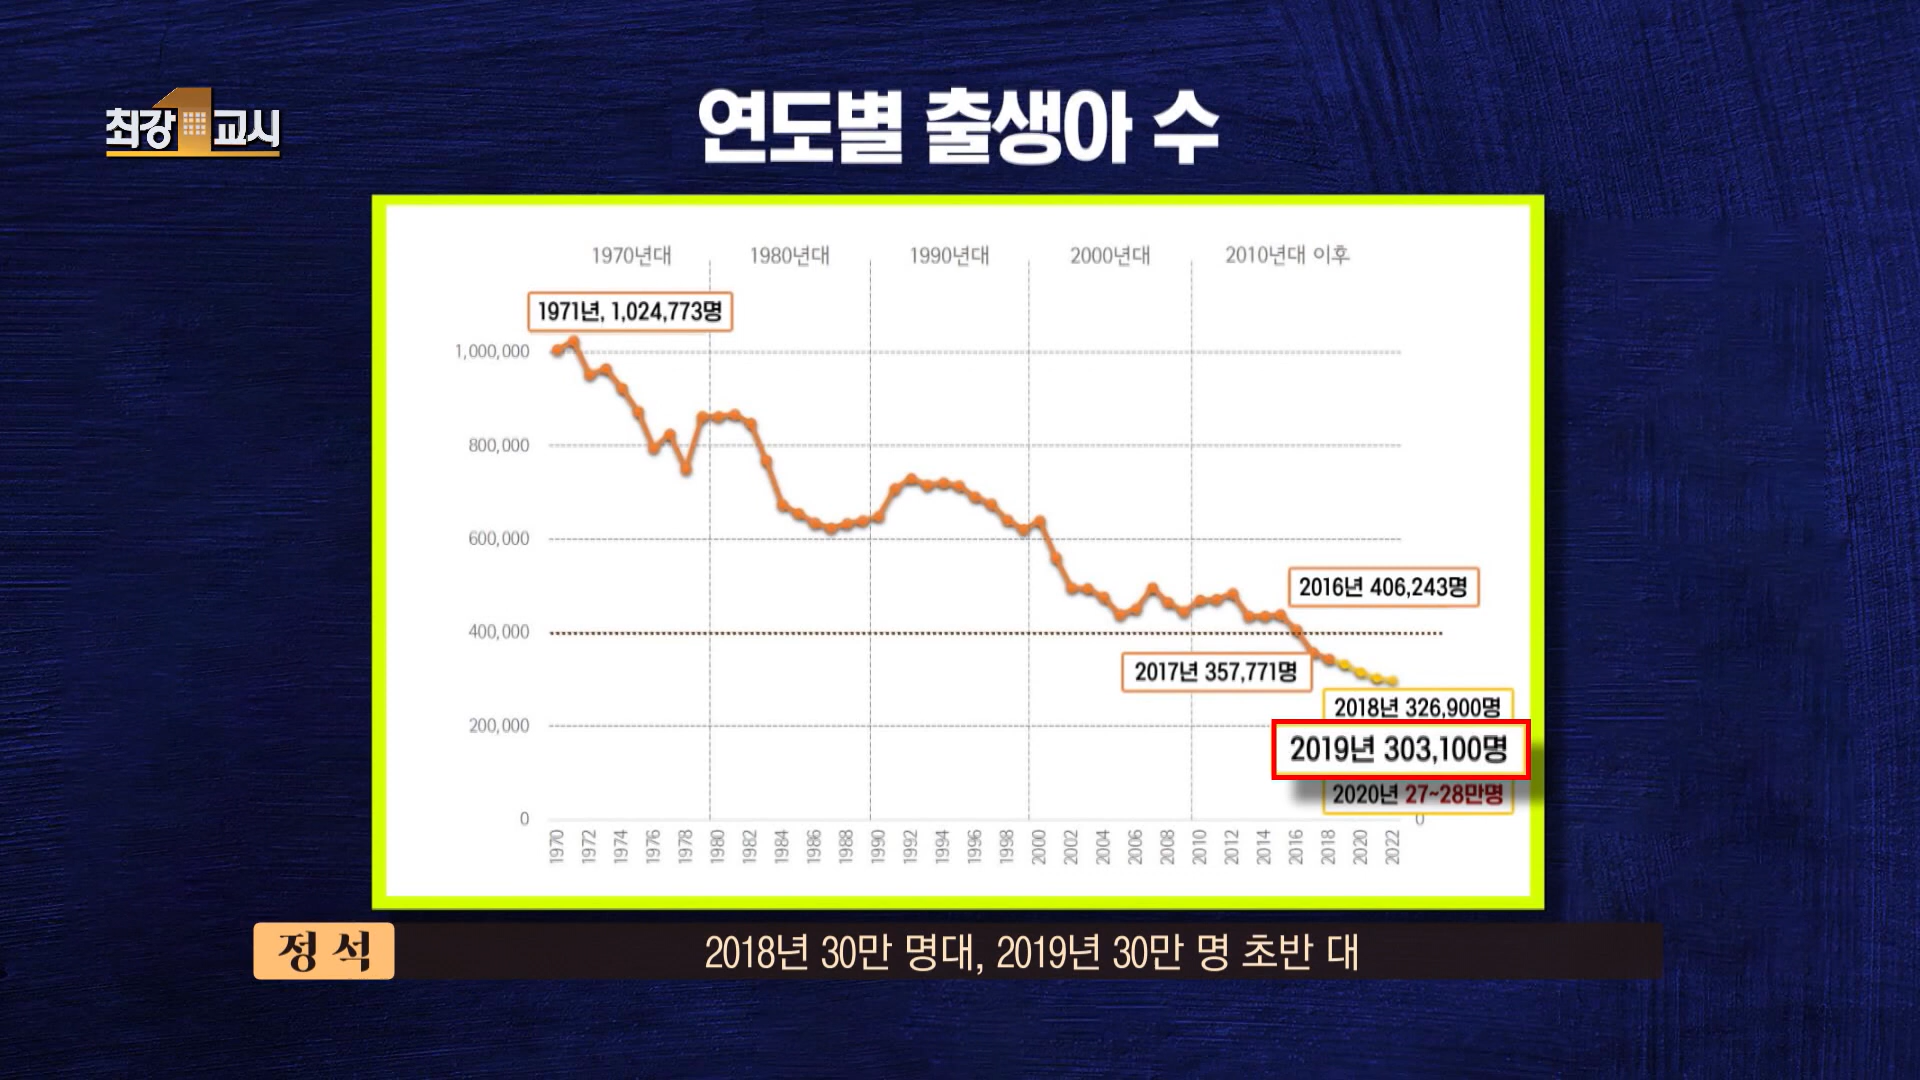 최강1교시
연도별 출생아 수
1970년대 1980년대 1990년대 2000년대 2010년대 이후
1971년, 1,024,773명
1,000,000
800,000
600,000
2016년 406,243명
400,000
2017년 357,771명
2018년 326,900명
200,000
2019년 303,100명
2020년 27~28만명
0 0
1970 1972 1974 1976 1978 1980 1982 1984 1986 1988 1990 1992 1994 1996 1998 2000 2002 2004 2006 2008 2010 2012 2014 2016 2018 2020 2022
정석 2018년 30만 명대, 2019년 30만 명 초반 대